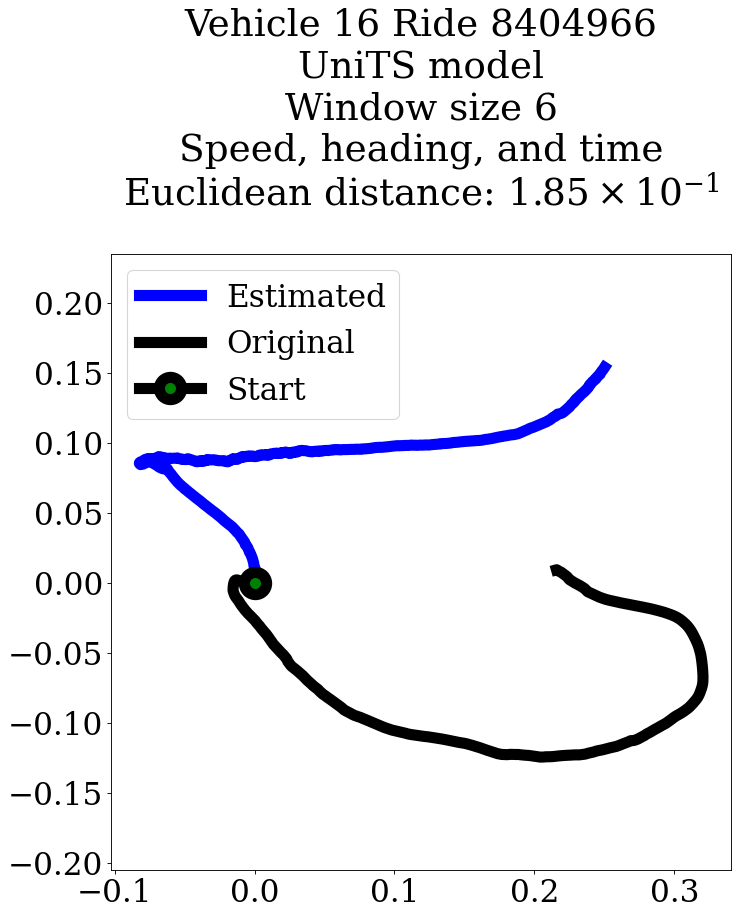 Vehicle 16 Ride 8404966
UniTS model
Window size 6
Speed, heading, and time
Euclidean distance: 1.85 × 10⁻¹
Estimated
Original
Start
0.20
0.15
0.10
0.05
0.00
−0.05
−0.10
−0.15
−0.20
−0.1 0.0 0.1 0.2 0.3